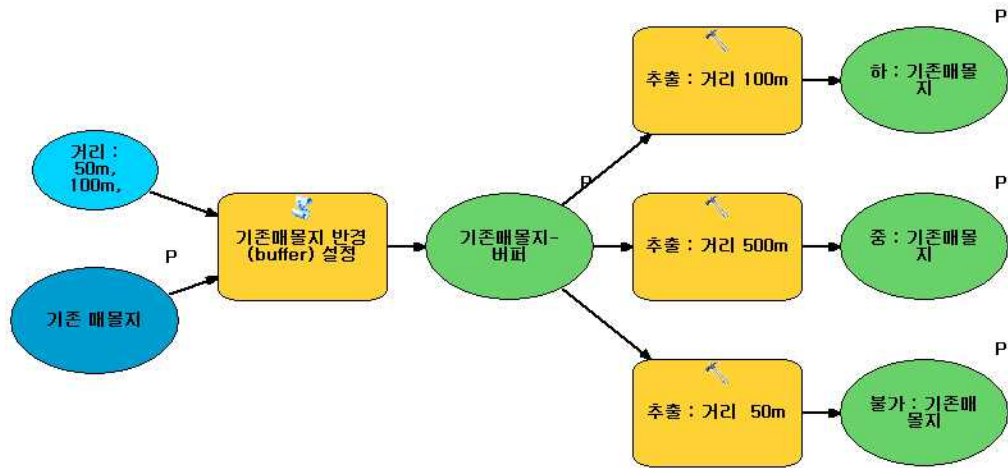 거리 :
50m,
100m,
P
기존 매몰지
기존매몰지 반경
(buffer) 설정
기존매몰지-
버퍼
P
추출 : 거리 100m
P
하 : 기존매몰
지
추출 : 거리 500m
P
중 : 기존매몰
지
추출 : 거리  50m
P
불가 : 기존매
몰지